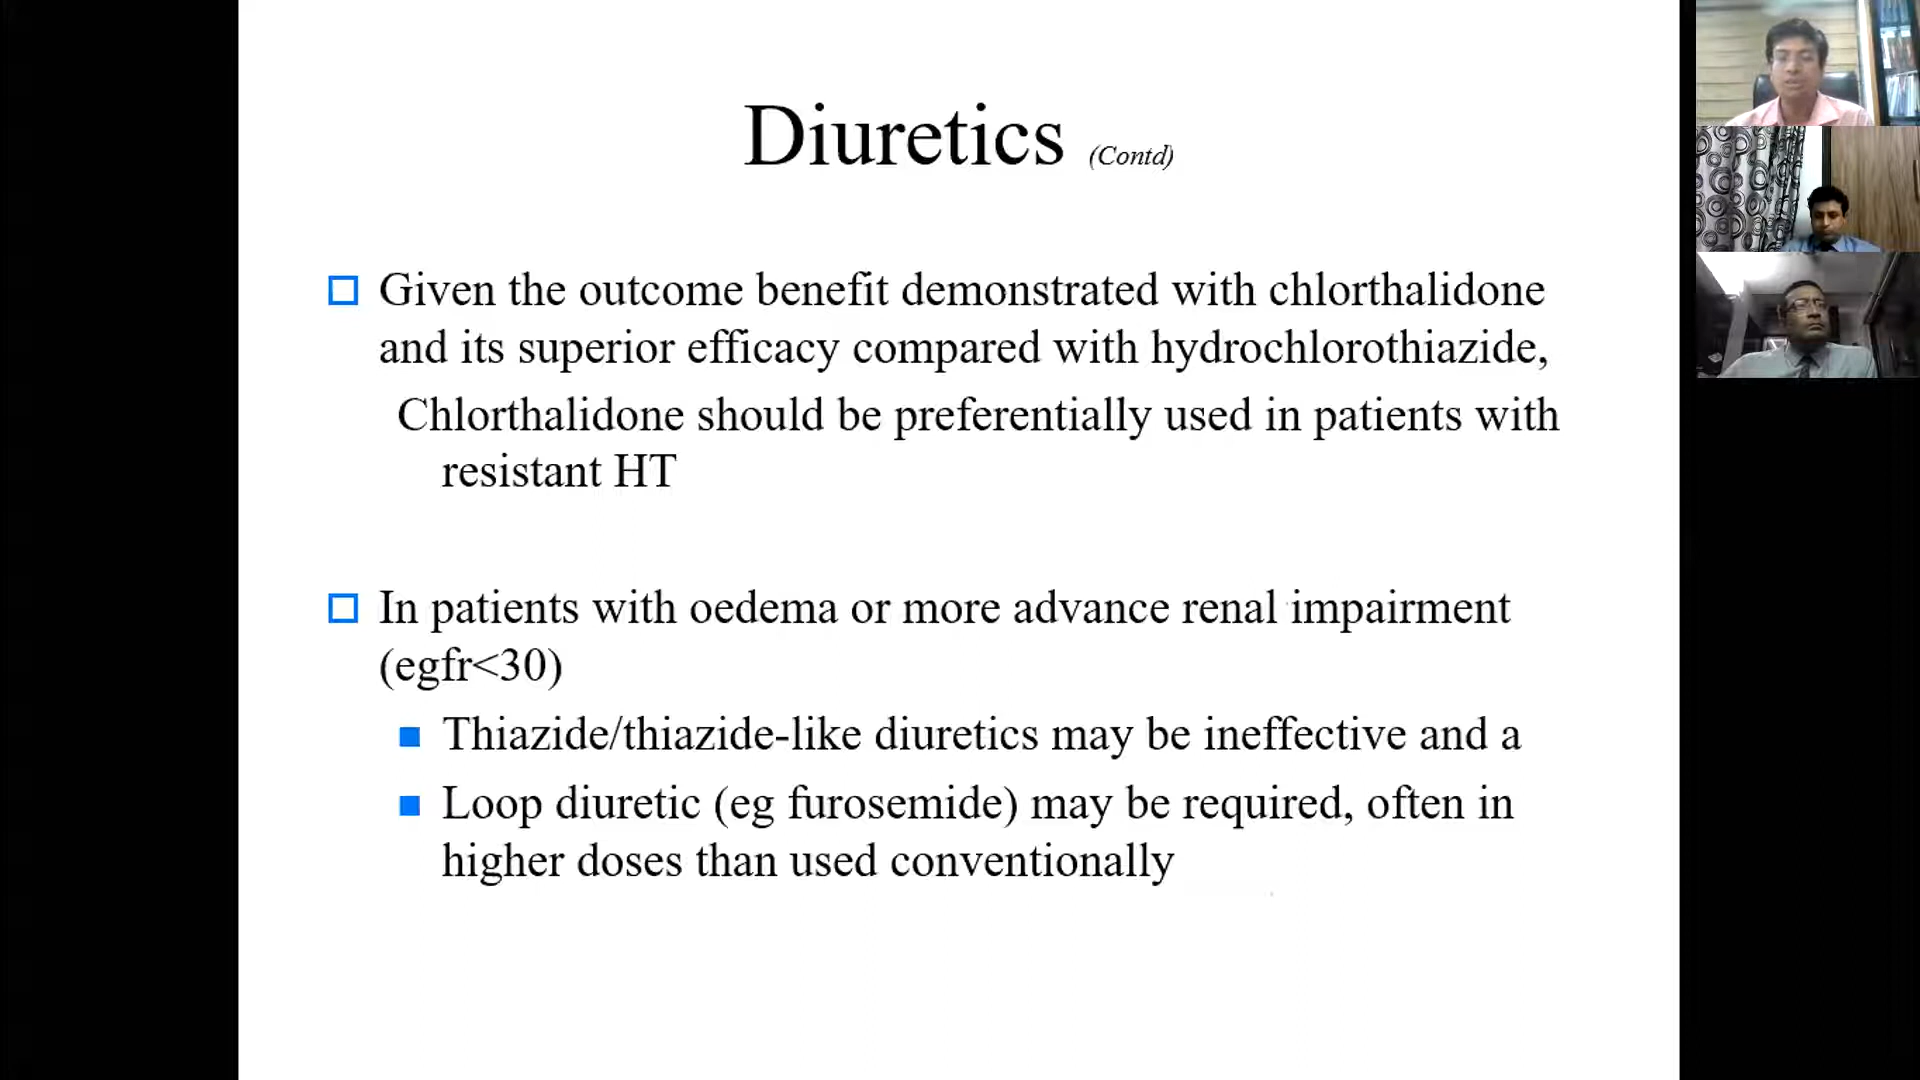 Diuretics (Contd)
Given the outcome benefit demonstrated with chlorthalidone
and its superior efficacy compared with hydrochlorothiazide,
Chlorthalidone should be preferentially used in patients with
resistant HT
In patients with oedema or more advance renal impairment
(egfr<30)
Thiazide/thiazide-like diuretics may be ineffective and a
Loop diuretic (eg furosemide) may be required, often in
higher doses than used conventionally